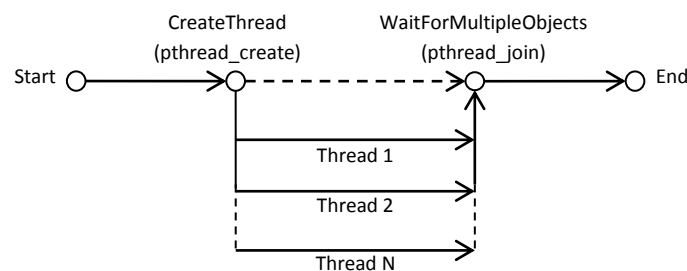 CreateThread
(pthread_create)
WaitForMultipleObjects
(pthread_join)
Start
End
Thread 1
Thread 2
Thread N